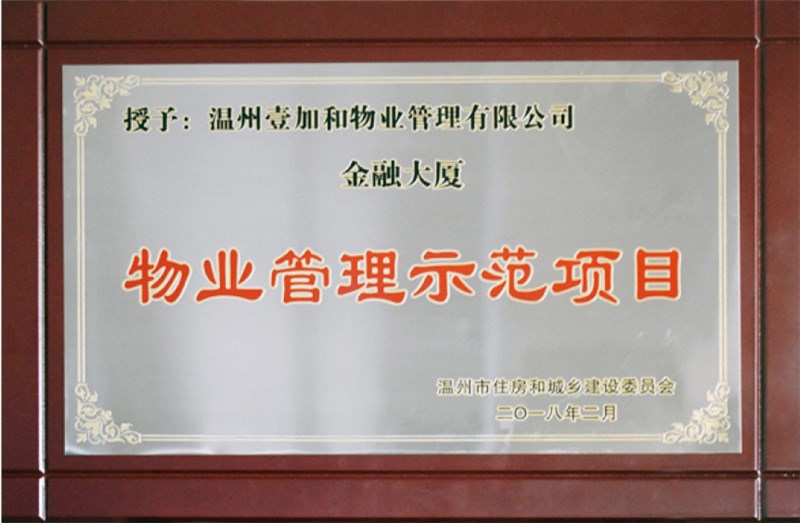 授予：温州壹加和物业管理有限公司
金融大厦
物业管理示范项目
温州市住房和城乡建设委员会
二〇一八年二月